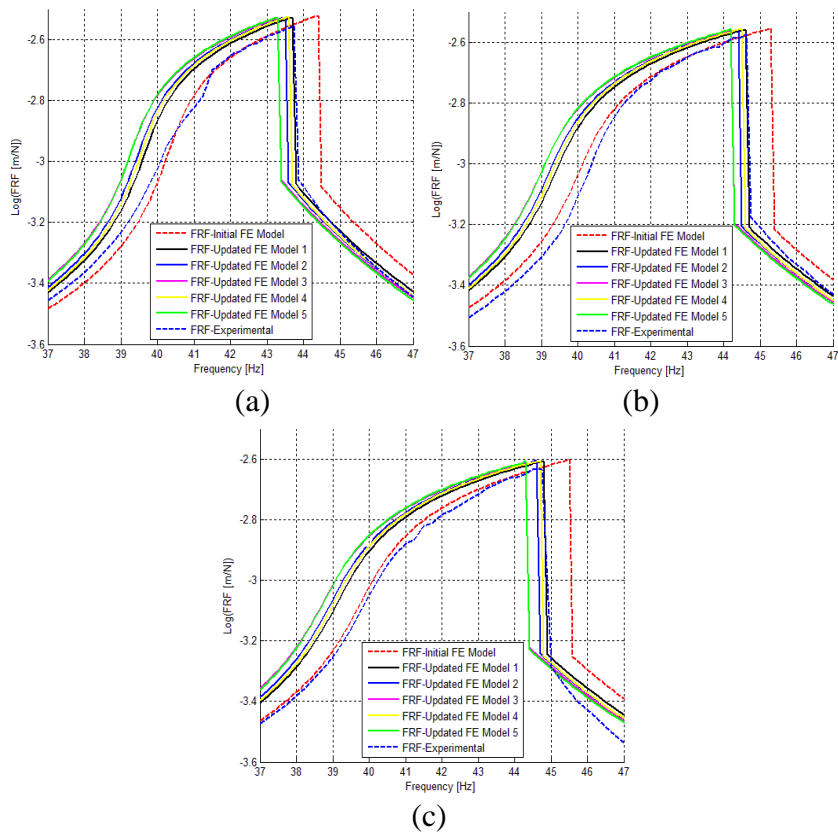 Log(FRF [m/N])
-2.6
-2.8
-3
-3.2
-3.4
-3.6
FRF-Initial FE Model
FRF-Updated FE Model 1
FRF-Updated FE Model 2
FRF-Updated FE Model 3
FRF-Updated FE Model 4
FRF-Updated FE Model 5
FRF-Experimental
37 38 39 40 41 42 43 44 45 46 47
Frequency [Hz]
(a)
Log(FRF [m/N])
-2.6
-2.8
-3
-3.2
-3.4
-3.6
FRF-Initial FE Model
FRF-Updated FE Model 1
FRF-Updated FE Model 2
FRF-Updated FE Model 3
FRF-Updated FE Model 4
FRF-Updated FE Model 5
FRF-Experimental
37 38 39 40 41 42 43 44 45 46 47
Frequency [Hz]
(b)
Log(FRF [m/N])
-2.4
-2.6
-2.8
-3
-3.2
-3.4
-3.6
FRF-Initial FE Model
FRF-Updated FE Model 1
FRF-Updated FE Model 2
FRF-Updated FE Model 3
FRF-Updated FE Model 4
FRF-Updated FE Model 5
FRF-Experimental
37 38 39 40 41 42 43 44 45 46 47
Frequency [Hz]
(c)